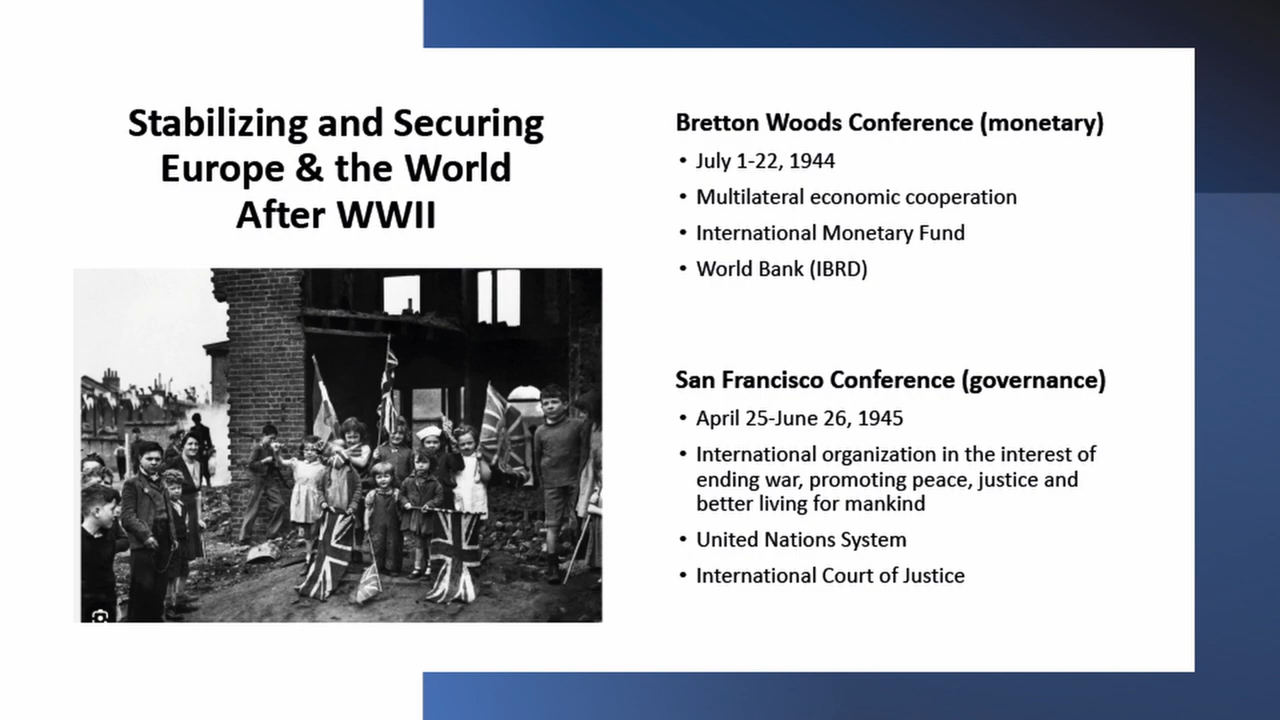 Stabilizing and Securing
Europe & the World
After WWII
Bretton Woods Conference (monetary)
• July 1-22, 1944
• Multilateral economic cooperation
• International Monetary Fund
• World Bank (IBRD)
San Francisco Conference (governance)
• April 25-June 26, 1945
• International organization in the interest of
ending war, promoting peace, justice and
better living for mankind
• United Nations System
• International Court of Justice